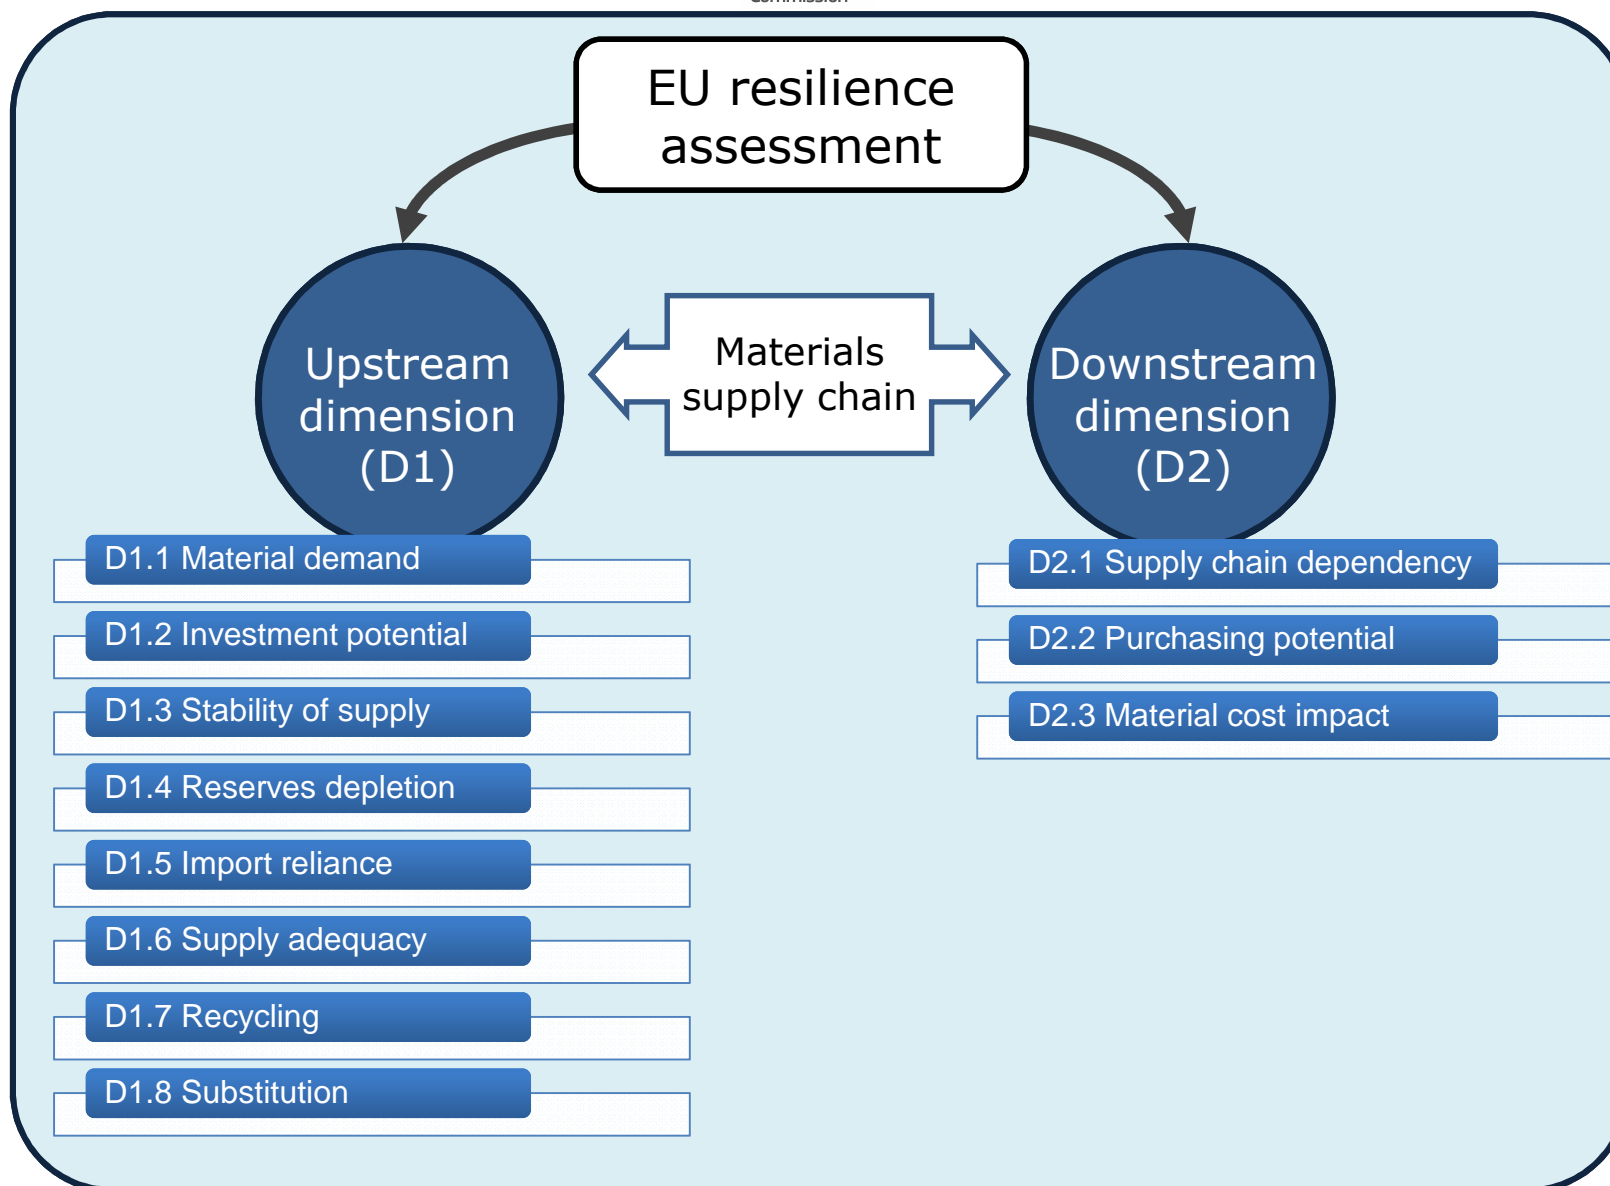 Commission
EU resilience
assessment
Upstream
dimension
(D1)
Materials
supply chain
Downstream
dimension
(D2)
D1.1 Material demand
D1.2 Investment potential
D1.3 Stability of supply
D1.4 Reserves depletion
D1.5 Import reliance
D1.6 Supply adequacy
D1.7 Recycling
D1.8 Substitution
D2.1 Supply chain dependency
D2.2 Purchasing potential
D2.3 Material cost impact